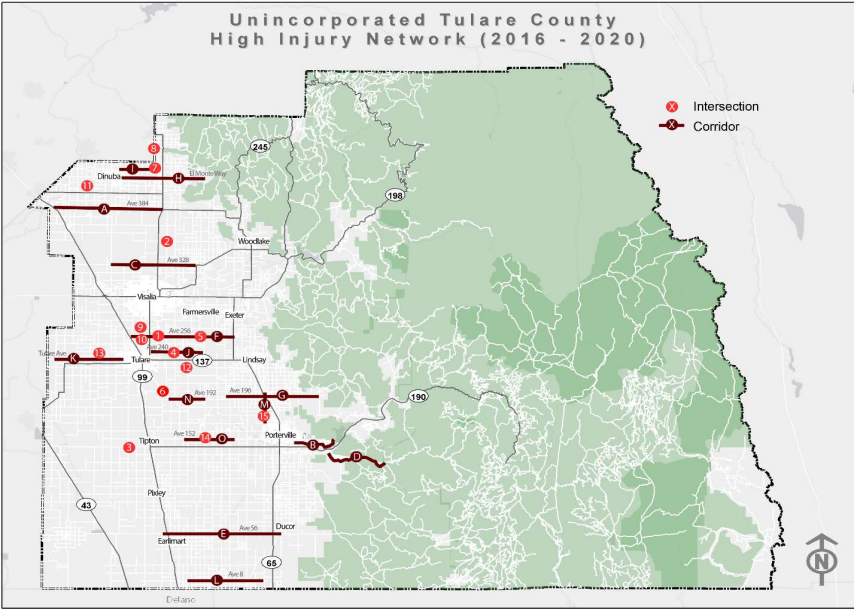 Unincorporated Tulare County
High Injury Network (2016 - 2020)
X Intersection
X Corridor
245
8
I 7
Dinuba
H El Monte Way
11
198
A Ave 384
2
Woodlake
C Ave 328
Visalia
Farmersville
Exeter
9
Ave 256
10 1 5 F
Ave 240
4 J
Tulare Ave
K 13
Tulare
137
Lindsay
12
99
6
Ave 192
N
Ave 196
G
190
M
15
Ave 152
14 O
Porterville
B
3
Tipton
D
Pixley
43
Ave 56
E
Ducor
Earlimart
65
Ave 8
L
N
Delano